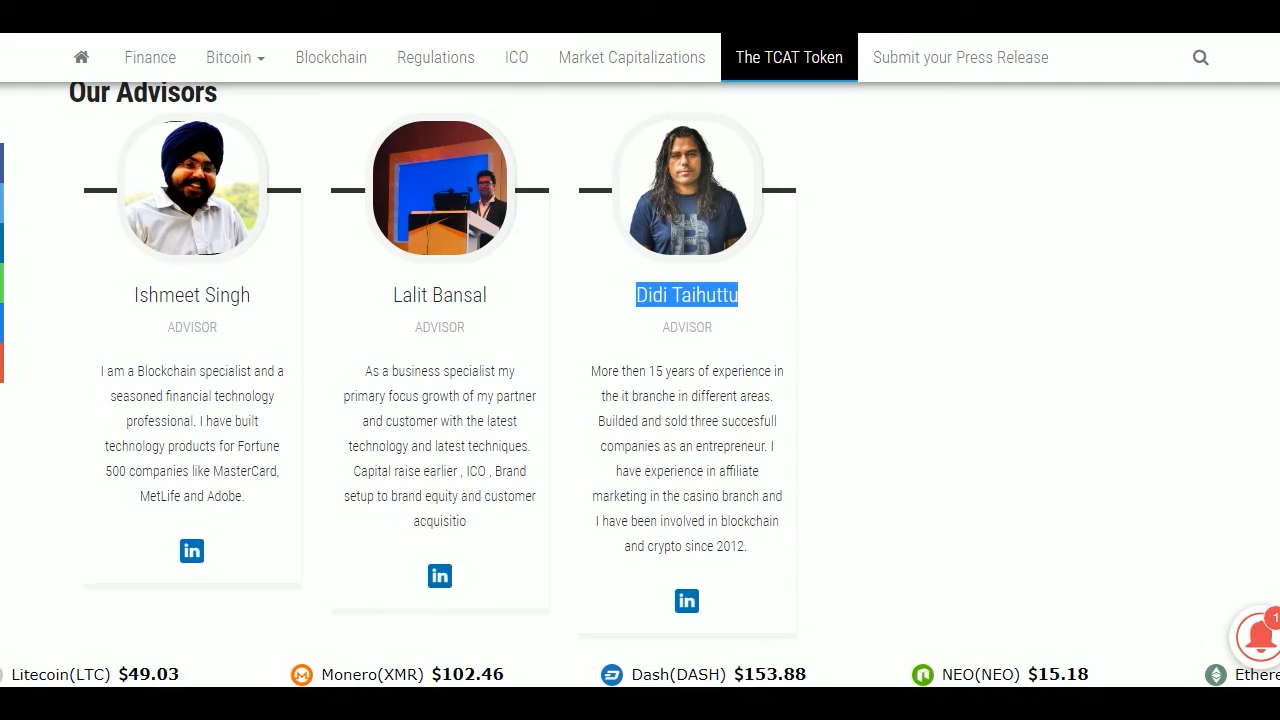 Finance Bitcoin Blockchain Regulations ICO Market Capitalizations The TCAT Token Submit your Press Release
Our Advisors
Ishmeet Singh
ADVISOR
I am a Blockchain specialist and a
seasoned financial technology
professional. I have built
technology products for Fortune
500 companies like MasterCard,
MetLife and Adobe.
in
Lalit Bansal
ADVISOR
As a business specialist my
primary focus growth of my partner
and customer with the latest
technology and latest techniques.
Capital raise earlier , ICO , Brand
setup to brand equity and customer
acquisitio
in
Didi Taihuttu
ADVISOR
More then 15 years of experience in
the it branche in different areas.
Builded and sold three succesfull
companies as an entrepreneur. I
have experience in affiliate
marketing in the casino branch and
I have been involved in blockchain
and crypto since 2012.
in
1
Litecoin(LTC) $49.03 Monero(XMR) $102.46 Dash(DASH) $153.88 NEO(NEO) $15.18 Ethere